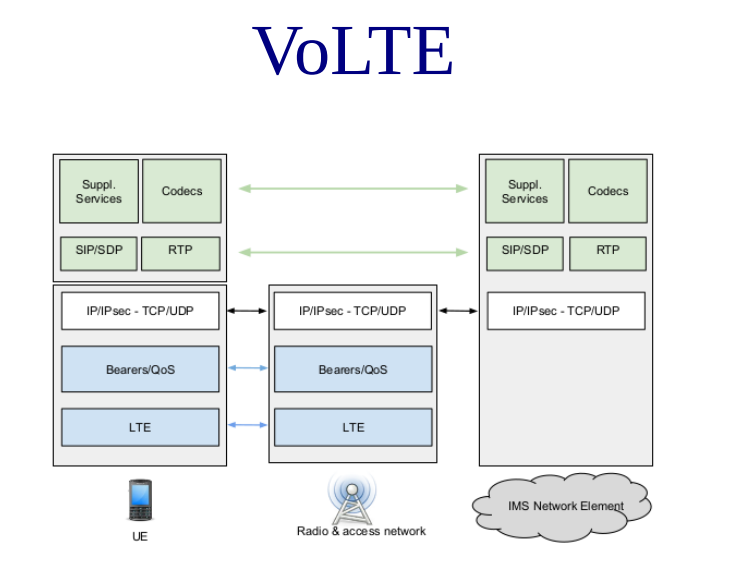 VoLTE
Suppl.
Services
Codecs
Suppl.
Services
Codecs
SIP/SDP
RTP
SIP/SDP
RTP
IP/IPsec - TCP/UDP
IP/IPsec - TCP/UDP
IP/IPsec - TCP/UDP
Bearers/QoS
Bearers/QoS
LTE
LTE
UE
Radio & access network
IMS Network Element